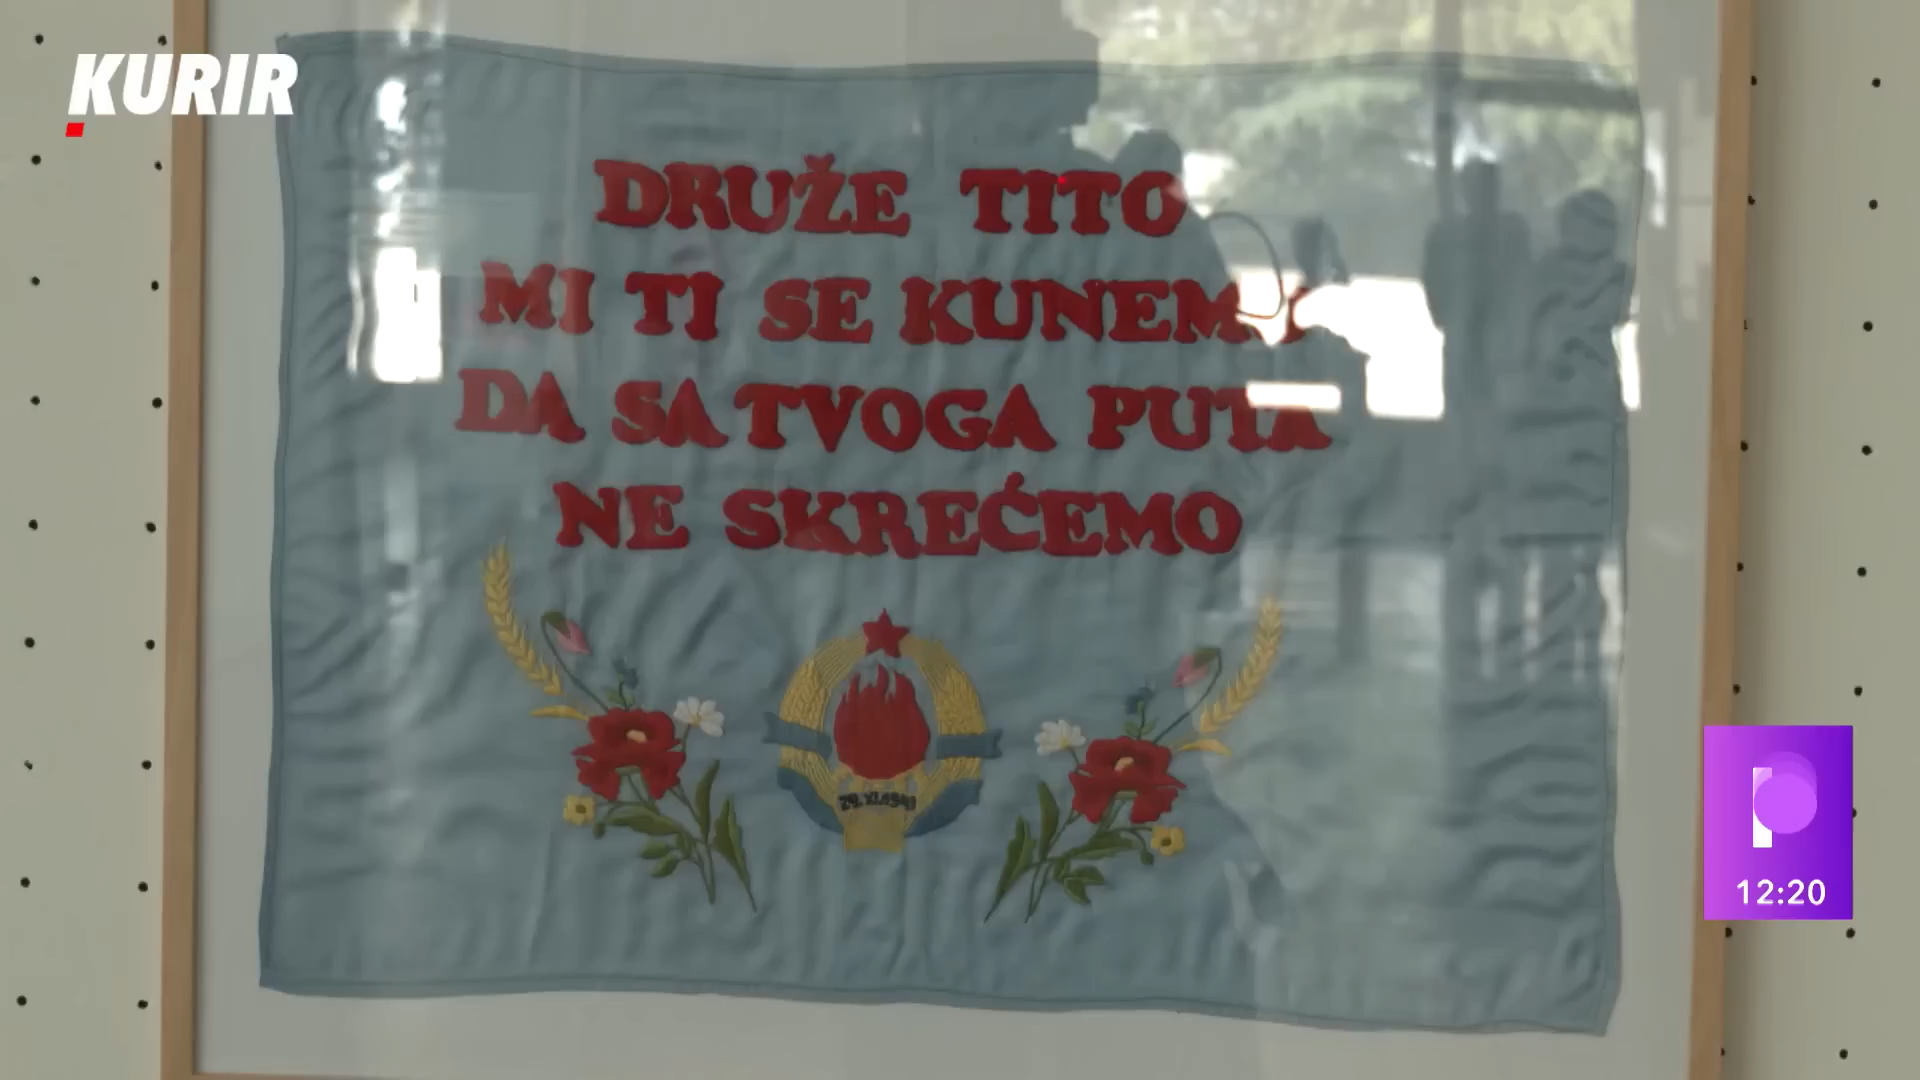 KURIR
DRUŽE TITO
MI TI SE KUNEMO
DA SA TVOGA PUTA
NE SKREĆEMO
29.XI.1943
12:20